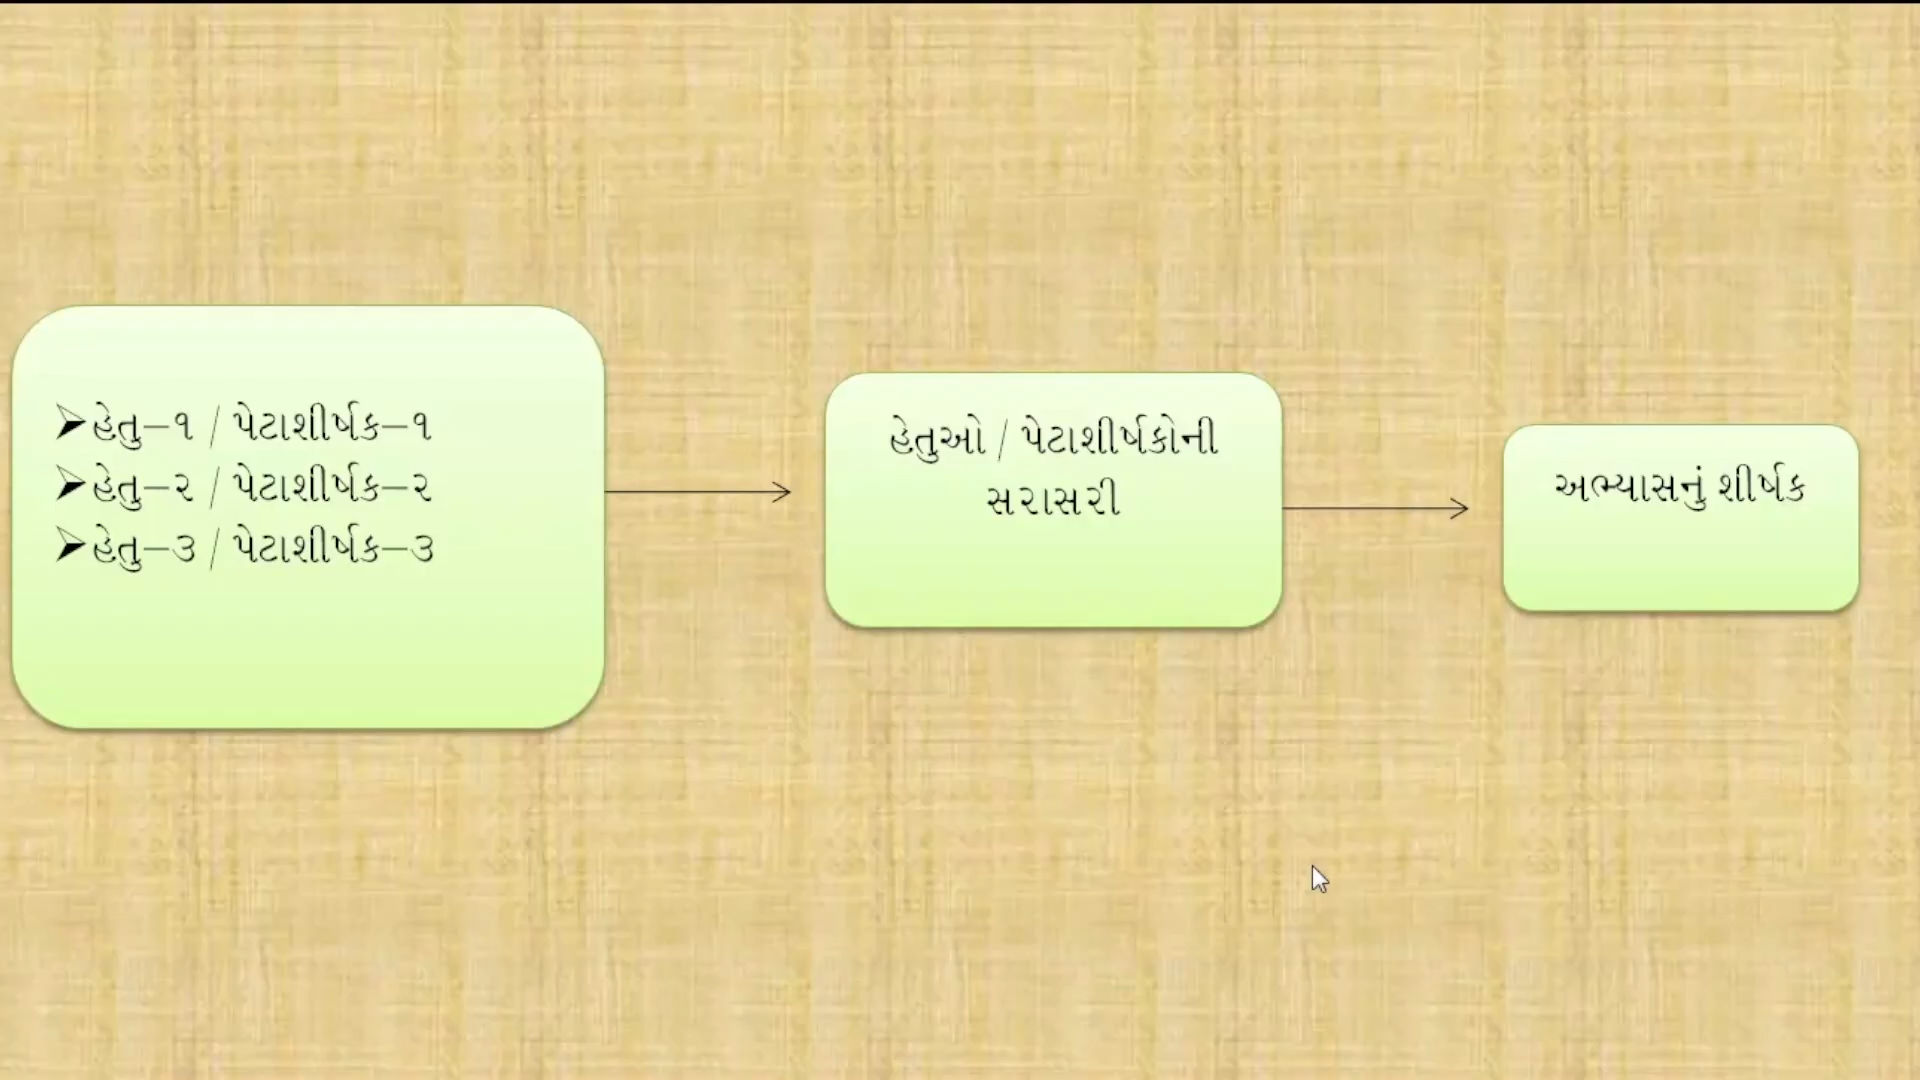 ➢હેતુ–૧ / પેટાશીર્ષક–૧
➢હેતુ–૨ / પેટાશીર્ષક–૨
➢હેતુ–૩ / પેટાશીર્ષક–૩
હેતુઓ / પેટાશીર્ષકોની
સરાસરી
અભ્યાસનું શીર્ષક